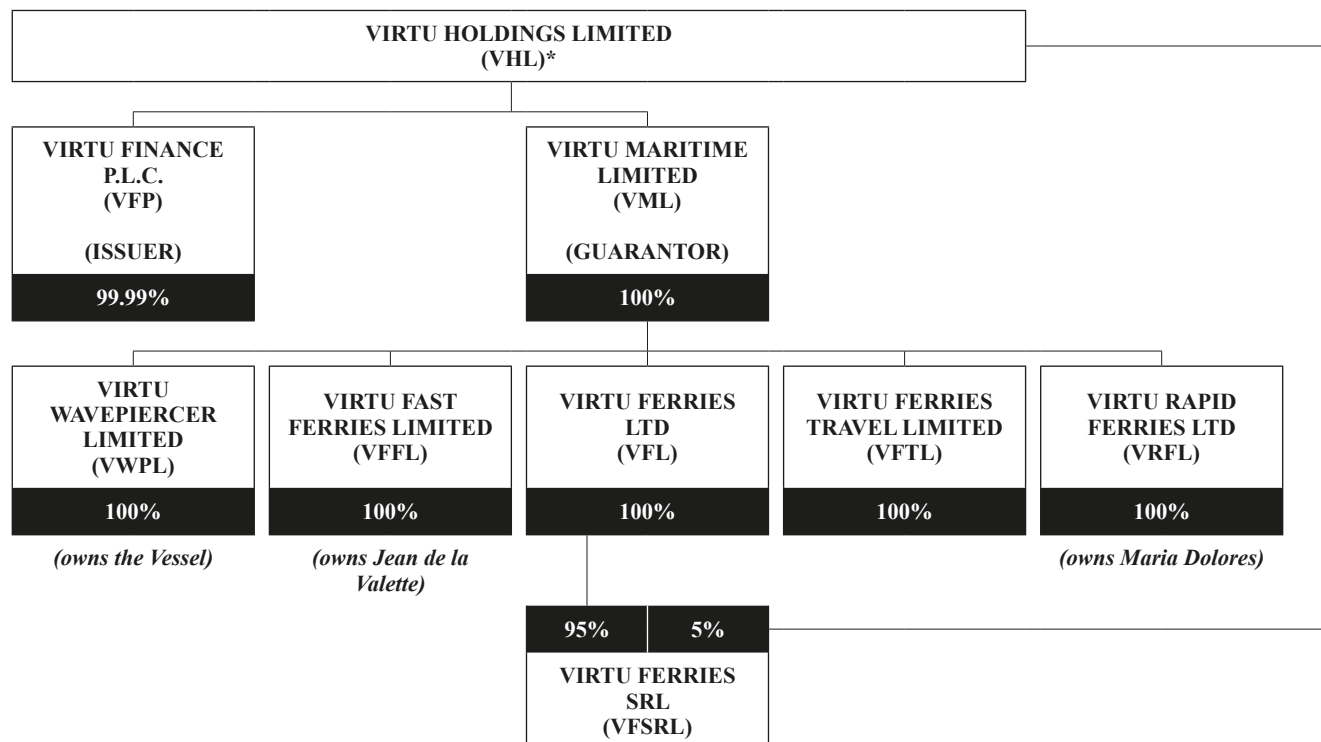 VIRTU HOLDINGS LIMITED
(VHL)*
VIRTU FINANCE
P.L.C.
(VFP)
(ISSUER)
99.99%
VIRTU MARITIME
LIMITED
(VML)
(GUARANTOR)
100%
VIRTU
WAVEPIERCER
LIMITED
(VWPL)
100%
(owns the Vessel)
VIRTU FAST
FERRIES LIMITED
(VFFL)
100%
(owns Jean de la
Valette)
VIRTU FERRIES
LTD
(VFL)
100%
VIRTU FERRIES
TRAVEL LIMITED
(VFTL)
100%
VIRTU RAPID
FERRIES LTD
(VRFL)
100%
(owns Maria Dolores)
95%
5%
VIRTU FERRIES
SRL
(VFSRL)